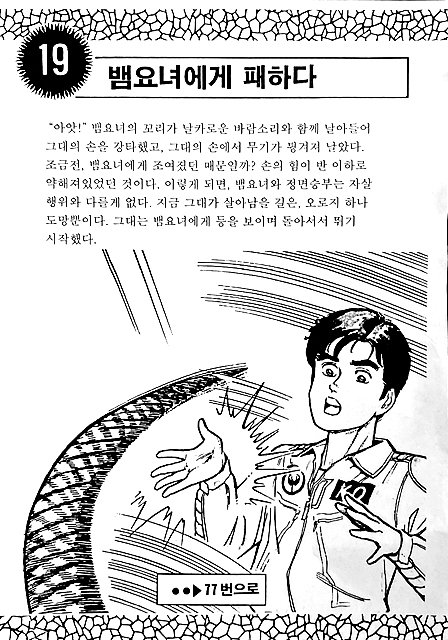 19
뱀요녀에게 패하다
"아앗!" 뱀요녀의 꼬리가 날카로운 바람소리와 함께 날아들어
그대의 손을 강타했고, 그대의 손에서 무기가 튕겨져 날았다.
조금전, 뱀요녀에게 조여졌던 때문일까? 손의 힘이 반 이하로
약해져있었던 것이다. 이렇게 되면, 뱀요녀와 정면승부는 자살
행위와 다를게 없다. 지금 그대가 살아남을 길은, 오로지 하나
도망뿐이다. 그대는 뱀요녀에게 등을 보이며 돌아서서 뛰기
시작했다.
●●▶77번으로